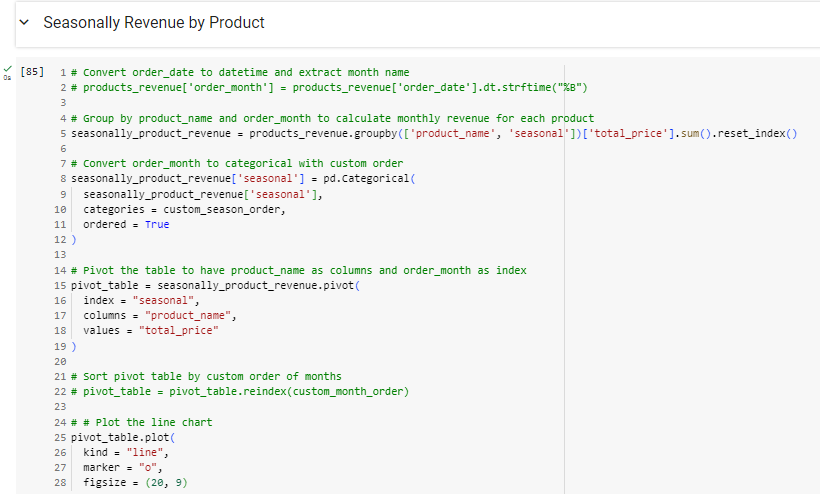 Seasonally Revenue by Product
[85]
0s
1 # Convert order_date to datetime and extract month name
2 # products_revenue['order_month'] = products_revenue['order_date'].dt.strftime("%B")
3
4 # Group by product_name and order_month to calculate monthly revenue for each product
5 seasonally_product_revenue = products_revenue.groupby(['product_name', 'seasonal'])['total_price'].sum().reset_index()
6
7 # Convert order_month to categorical with custom order
8 seasonally_product_revenue['seasonal'] = pd.Categorical(
9   seasonally_product_revenue['seasonal'],
10   categories = custom_season_order,
11   ordered = True
12 )
13
14 # Pivot the table to have product_name as columns and order_month as index
15 pivot_table = seasonally_product_revenue.pivot(
16   index = "seasonal",
17   columns = "product_name",
18   values = "total_price"
19 )
20
21 # Sort pivot table by custom order of months
22 # pivot_table = pivot_table.reindex(custom_month_order)
23
24 # # Plot the line chart
25 pivot_table.plot(
26   kind = "line",
27   marker = "o",
28   figsize = (20, 9)